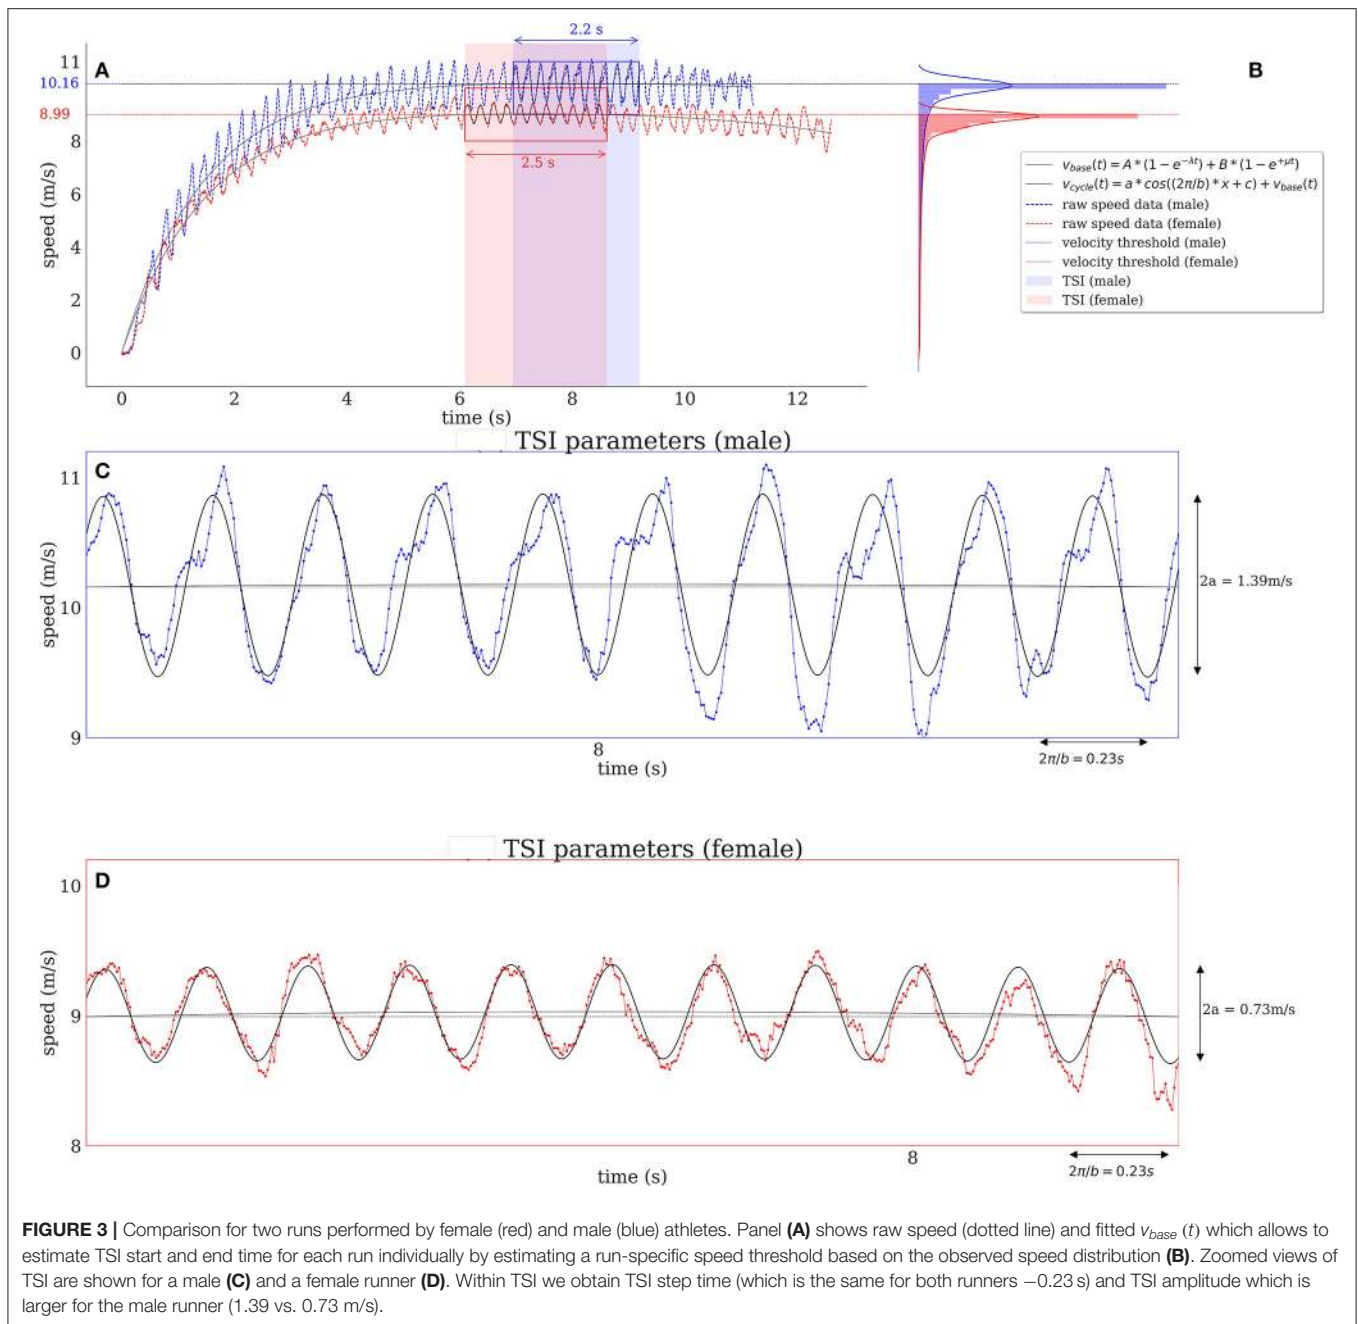 A
B
2.2 s
11
10.16
8.99
8
6
4
2
0
speed (m/s)
2.5 s
0 2 4 6 8 10 12
time (s)
v_base(t) = A * (1 − e^{−λt}) + B * (1 − e^{+μt})
v_cycle(t) = a * cos((2π/b) * x + c) + v_base(t)
raw speed data (male)
raw speed data (female)
velocity threshold (male)
velocity threshold (female)
TSI (male)
TSI (female)
TSI parameters (male)
C
11
10
9
speed (m/s)
2a = 1.39m/s
8
time (s)
2π/b = 0.23s
TSI parameters (female)
D
10
9
8
speed (m/s)
2a = 0.73m/s
8
time (s)
2π/b = 0.23s
FIGURE 3 | Comparison for two runs performed by female (red) and male (blue) athletes. Panel (A) shows raw speed (dotted line) and fitted v_base (t) which allows to
estimate TSI start and end time for each run individually by estimating a run-specific speed threshold based on the observed speed distribution (B). Zoomed views of
TSI are shown for a male (C) and a female runner (D). Within TSI we obtain TSI step time (which is the same for both runners −0.23 s) and TSI amplitude which is
larger for the male runner (1.39 vs. 0.73 m/s).